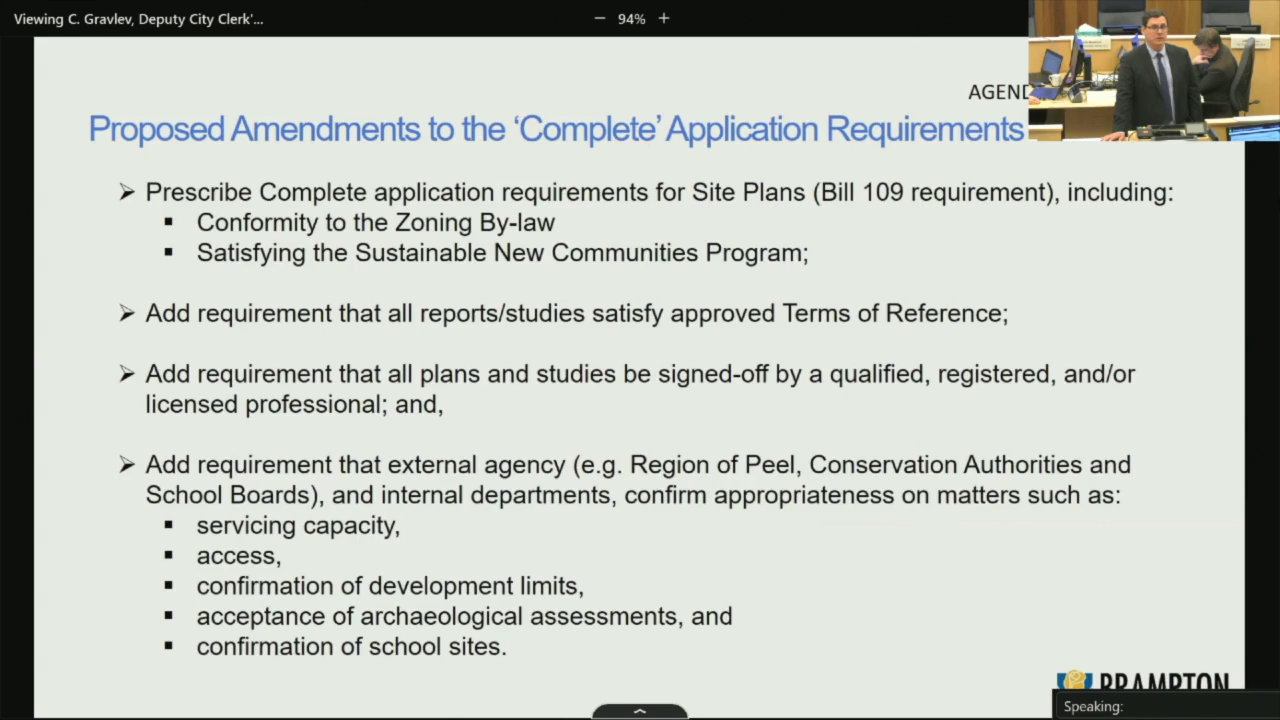 Viewing C. Gravlev, Deputy City Clerk'...
− 94% +
AGEND
Proposed Amendments to the ‘Complete’ Application Requirements
➢ Prescribe Complete application requirements for Site Plans (Bill 109 requirement), including:
▪ Conformity to the Zoning By-law
▪ Satisfying the Sustainable New Communities Program;
➢ Add requirement that all reports/studies satisfy approved Terms of Reference;
➢ Add requirement that all plans and studies be signed-off by a qualified, registered, and/or
licensed professional; and,
➢ Add requirement that external agency (e.g. Region of Peel, Conservation Authorities and
School Boards), and internal departments, confirm appropriateness on matters such as:
▪ servicing capacity,
▪ access,
▪ confirmation of development limits,
▪ acceptance of archaeological assessments, and
▪ confirmation of school sites.
BRAMPTON
Speaking: